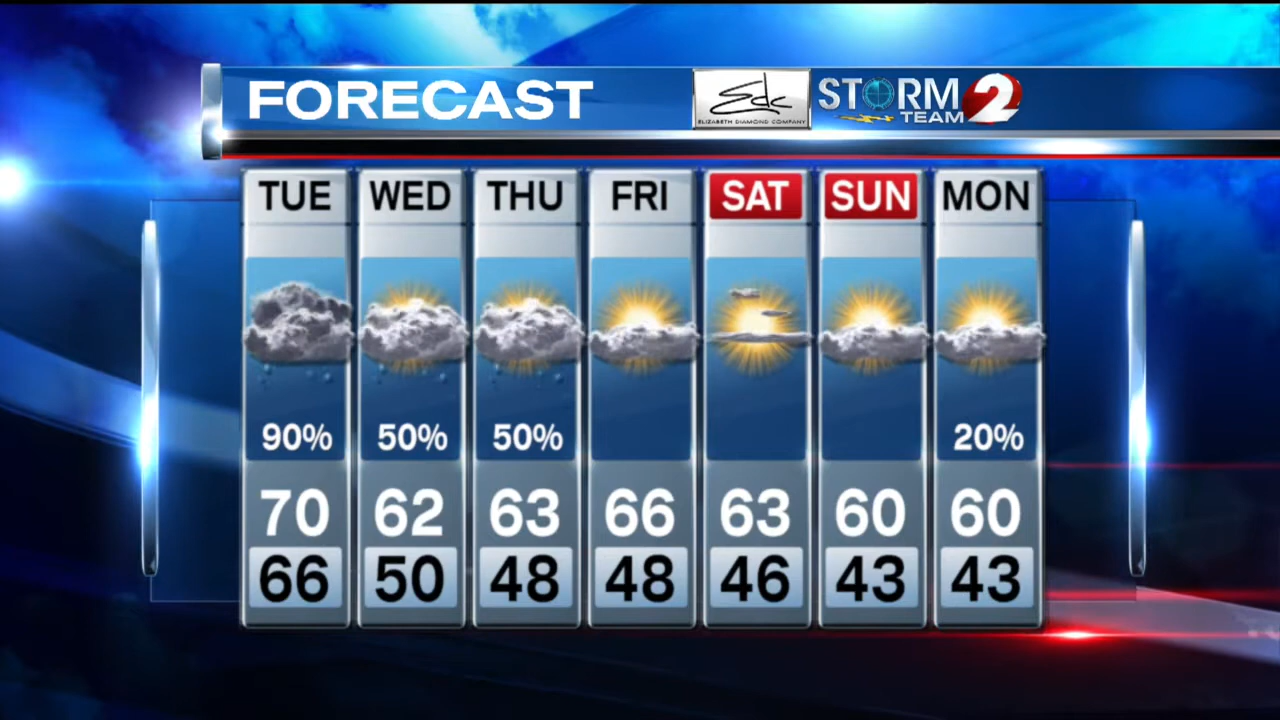 FORECAST
Edc
ELIZABETH DIAMOND COMPANY
STORM
TEAM
2
TUE WED THU FRI SAT SUN MON
90% 50% 50% 20%
70 62 63 66 63 60 60
66 50 48 48 46 43 43